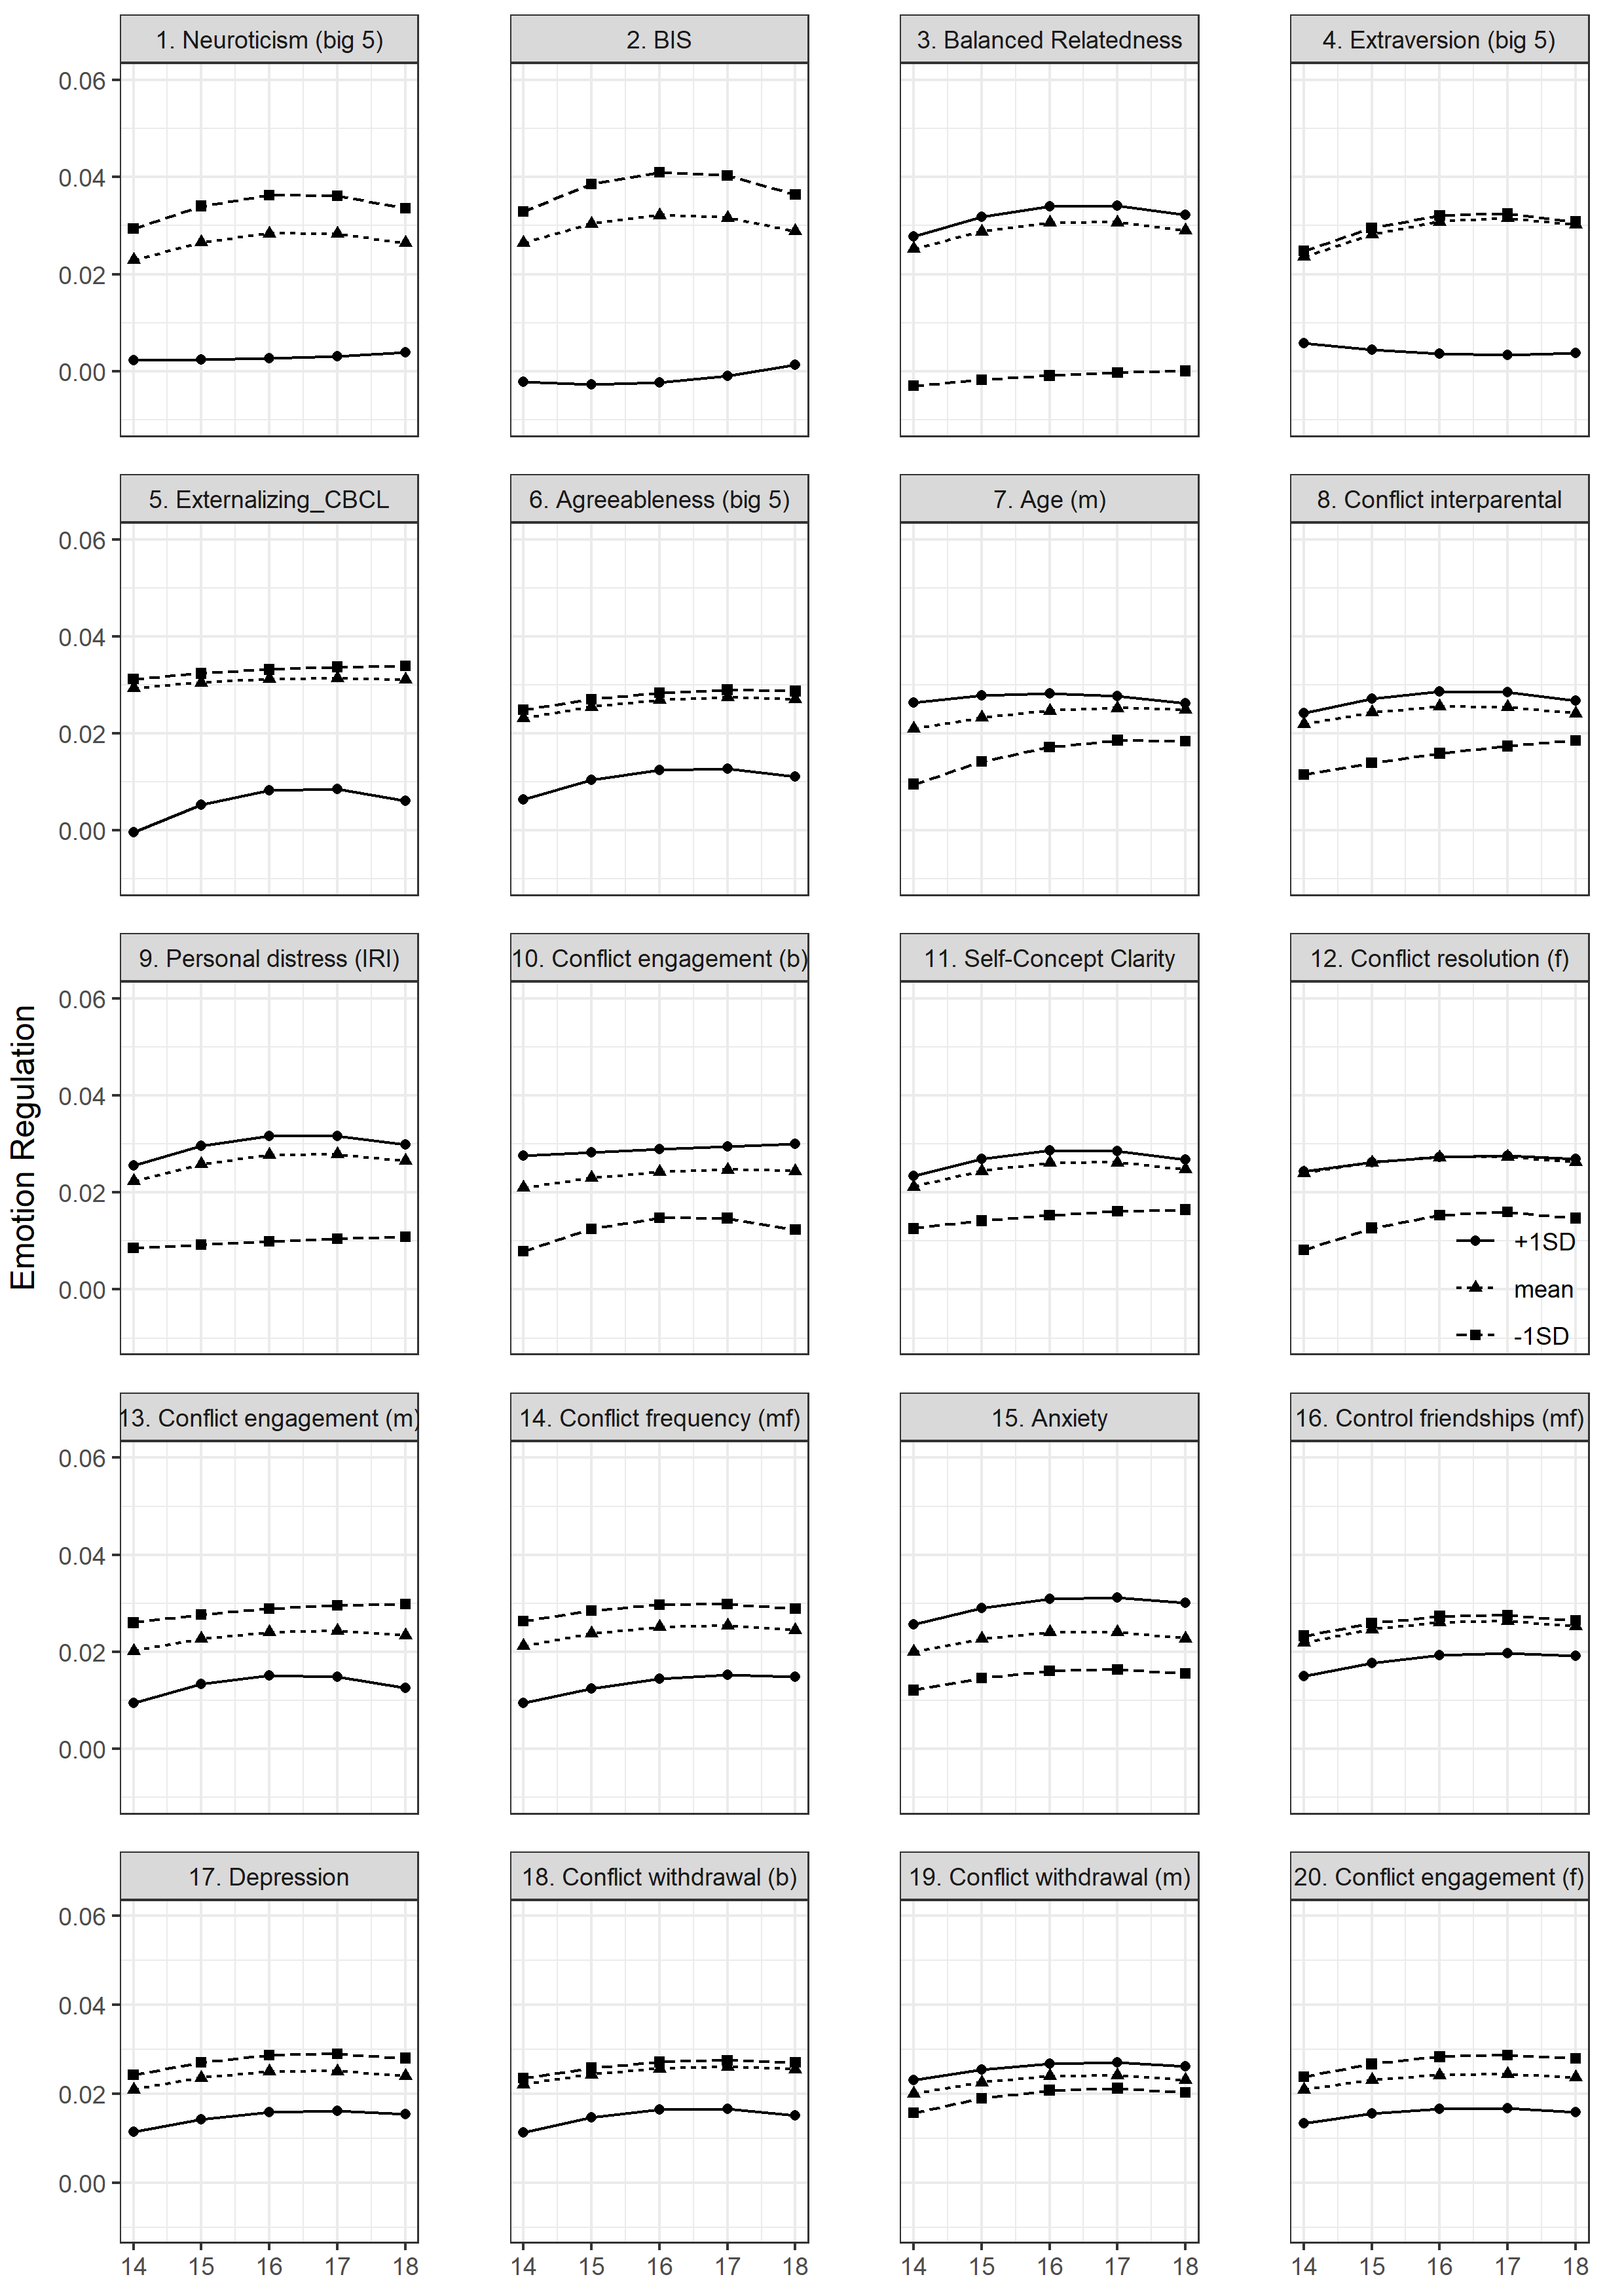 1. Neuroticism (big 5)
2. BIS
3. Balanced Relatedness
4. Extraversion (big 5)
0.06
0.04
0.02
0.00
5. Externalizing_CBCL
6. Agreeableness (big 5)
7. Age (m)
8. Conflict interparental
0.06
0.04
0.02
0.00
9. Personal distress (IRI)
10. Conflict engagement (b)
11. Self-Concept Clarity
12. Conflict resolution (f)
0.06
0.04
0.02
0.00
Emotion Regulation
+1SD
mean
-1SD
13. Conflict engagement (m)
14. Conflict frequency (mf)
15. Anxiety
16. Control friendships (mf)
0.06
0.04
0.02
0.00
17. Depression
18. Conflict withdrawal (b)
19. Conflict withdrawal (m)
20. Conflict engagement (f)
0.06
0.04
0.02
0.00
14 15 16 17 18
14 15 16 17 18
14 15 16 17 18
14 15 16 17 18